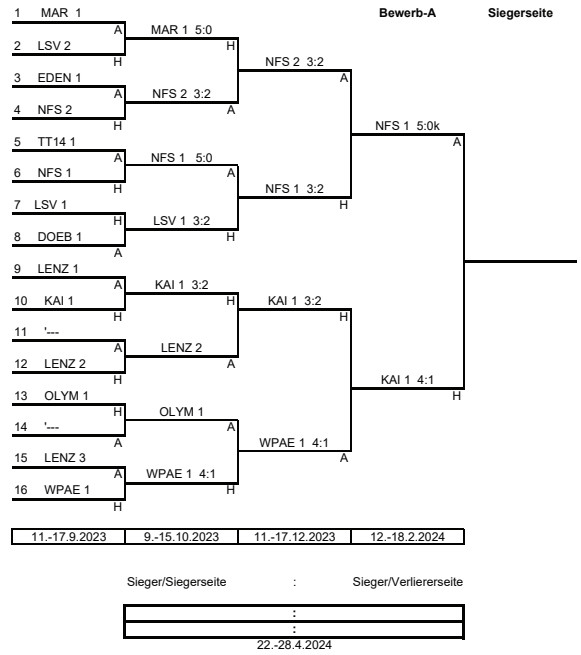 1 MAR 1 Bewerb-A Siegerseite
A MAR 1 5:0
2 LSV 2 H
H NFS 2 3:2
3 EDEN 1 A
A NFS 2 3:2
4 NFS 2 A
H NFS 1 5:0k
5 TT14 1 A
A NFS 1 5:0
6 NFS 1 A
H NFS 1 3:2
7 LSV 1 H
H LSV 1 3:2
8 DOEB 1 H
A
9 LENZ 1
A KAI 1 3:2
10 KAI 1 H KAI 1 3:2
H H
11 '---
A LENZ 2
12 LENZ 2 A
H KAI 1 4:1
13 OLYM 1 H
H OLYM 1
14 '--- A
A WPAE 1 4:1
15 LENZ 3 A
A WPAE 1 4:1
16 WPAE 1 H
H
11.-17.9.2023 9.-15.10.2023 11.-17.12.2023 12.-18.2.2024
Sieger/Siegerseite : Sieger/Verliererseite
:
:
22.-28.4.2024